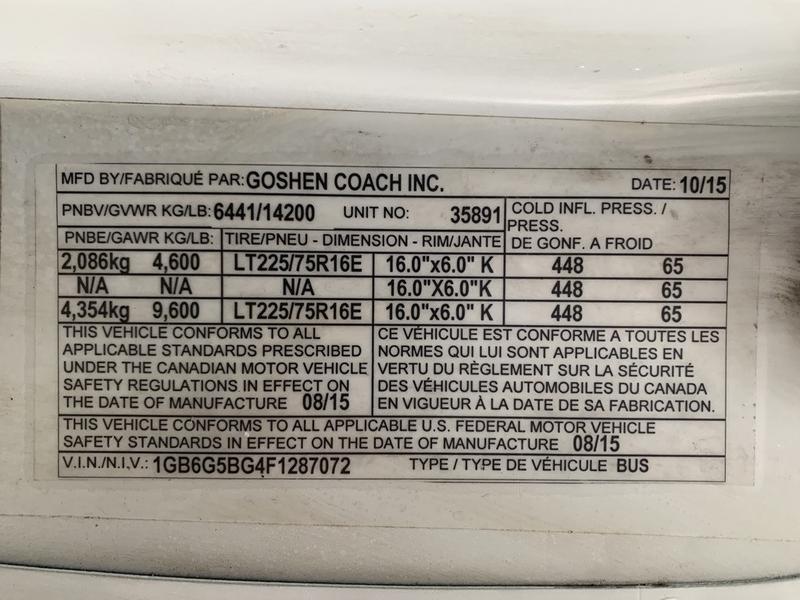 MFD BY/FABRIQUÉ PAR: GOSHEN COACH INC. DATE: 10/15
PNBV/GVWR KG/LB: 6441/14200 UNIT NO: 35891 COLD INFL. PRESS. /
PRESS.
PNBE/GAWR KG/LB: TIRE/PNEU - DIMENSION - RIM/JANTE DE GONF. A FROID
2,086kg 4,600 LT225/75R16E 16.0"x6.0" K 448 65
N/A N/A N/A 16.0"X6.0" K 448 65
4,354kg 9,600 LT225/75R16E 16.0"x6.0" K 448 65
THIS VEHICLE CONFORMS TO ALL
APPLICABLE STANDARDS PRESCRIBED
UNDER THE CANADIAN MOTOR VEHICLE
SAFETY REGULATIONS IN EFFECT ON
THE DATE OF MANUFACTURE 08/15
CE VÉHICULE EST CONFORME A TOUTES LES
NORMES QUI LUI SONT APPLICABLES EN
VERTU DU RÈGLEMENT SUR LA SÉCURITÉ
DES VÉHICULES AUTOMOBILES DU CANADA
EN VIGUEUR À LA DATE DE SA FABRICATION.
THIS VEHICLE CONFORMS TO ALL APPLICABLE U.S. FEDERAL MOTOR VEHICLE
SAFETY STANDARDS IN EFFECT ON THE DATE OF MANUFACTURE 08/15
V.I.N./N.I.V.: 1GB6G5BG4F1287072 TYPE / TYPE DE VÉHICULE BUS